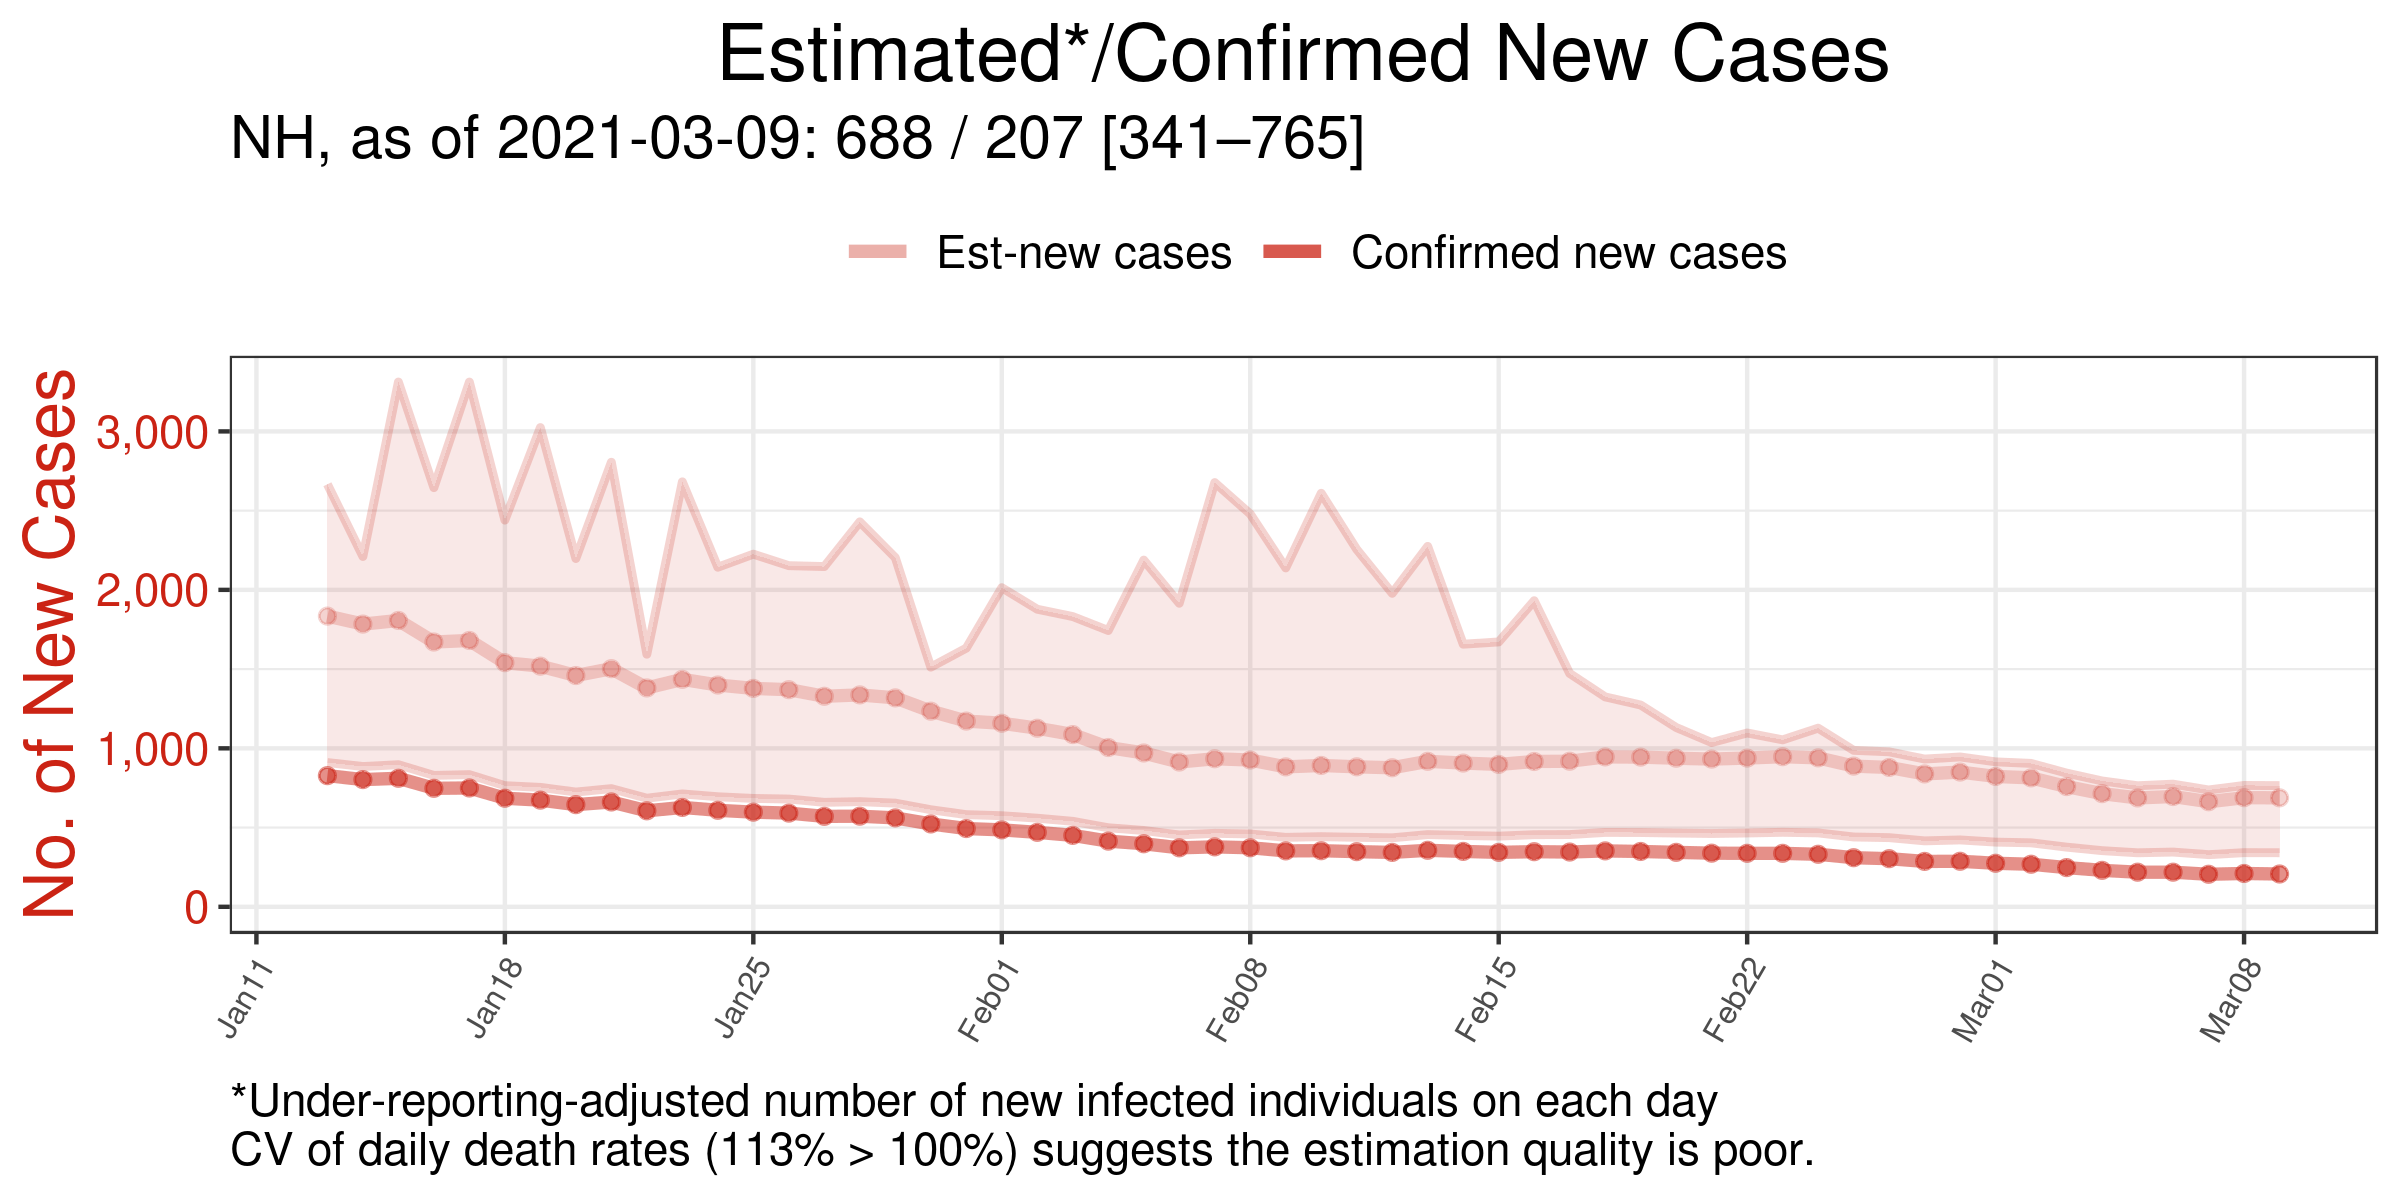 Estimated*/Confirmed New Cases
NH, as of 2021-03-09: 688 / 207 [341–765]
Est-new cases
Confirmed new cases
No. of New Cases
3,000
2,000
1,000
0
Jan11
Jan18
Jan25
Feb01
Feb08
Feb15
Feb22
Mar01
Mar08
*Under-reporting-adjusted number of new infected individuals on each day
CV of daily death rates (113% > 100%) suggests the estimation quality is poor.